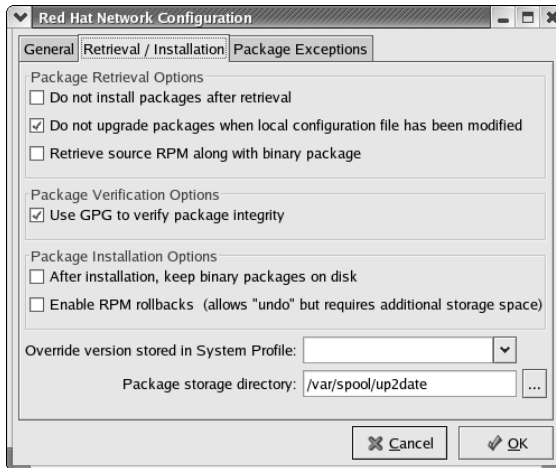 Red Hat Network Configuration
General Retrieval / Installation Package Exceptions
Package Retrieval Options
Do not install packages after retrieval
Do not upgrade packages when local configuration file has been modified
Retrieve source RPM along with binary package
Package Verification Options
Use GPG to verify package integrity
Package Installation Options
After installation, keep binary packages on disk
Enable RPM rollbacks (allows "undo" but requires additional storage space)
Override version stored in System Profile:
Package storage directory: /var/spool/up2date ...
Cancel OK